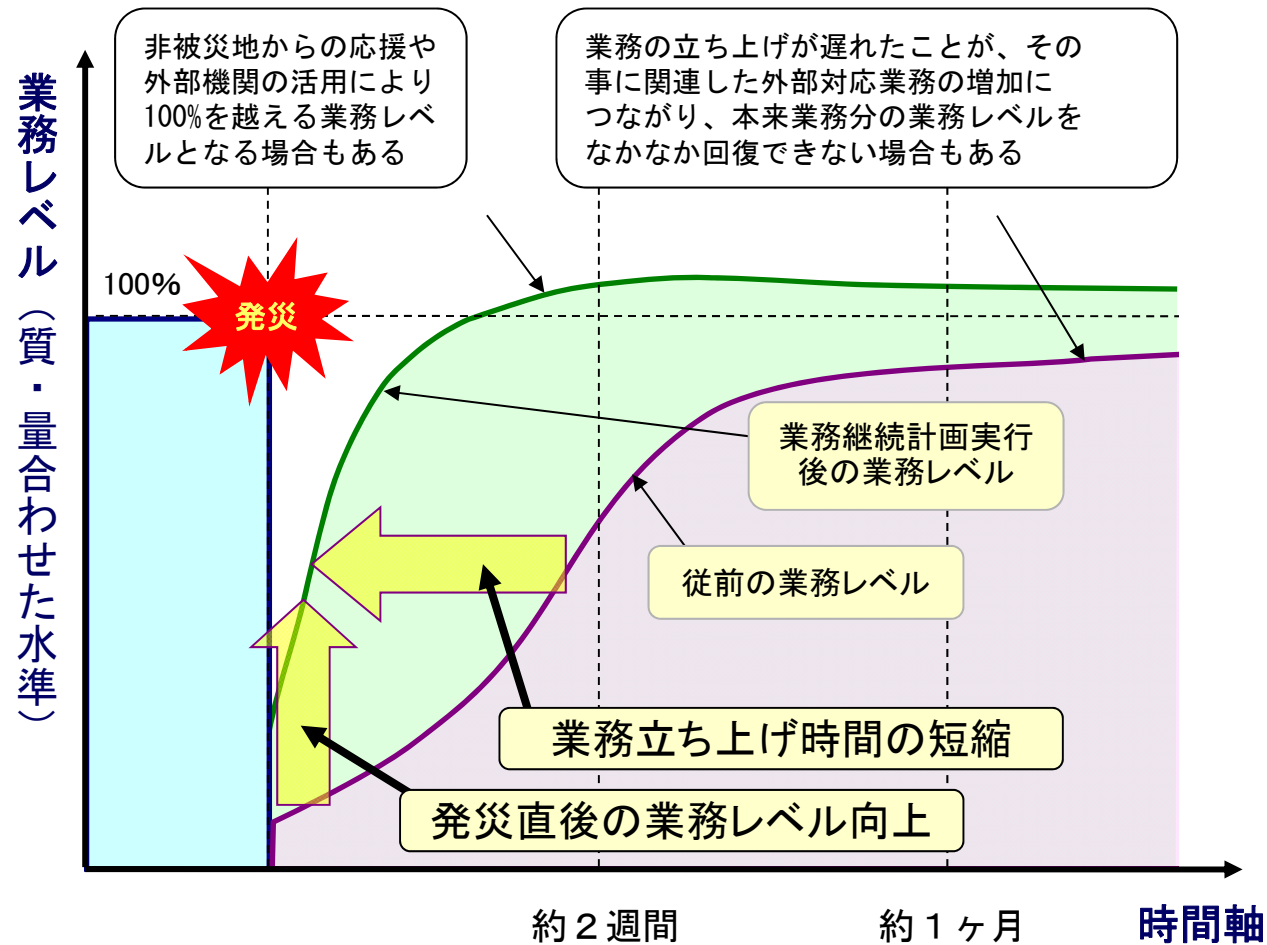 非被災地からの応援や
外部機関の活用により
100%を越える業務レベ
ルとなる場合もある
業務の立ち上げが遅れたことが、その
事に関連した外部対応業務の増加に
つながり、本来業務分の業務レベルを
なかなか回復できない場合もある
業務レベル（質・量合わせた水準）
100%
発災
業務継続計画実行
後の業務レベル
従前の業務レベル
業務立ち上げ時間の短縮
発災直後の業務レベル向上
約２週間
約１ヶ月
時間軸